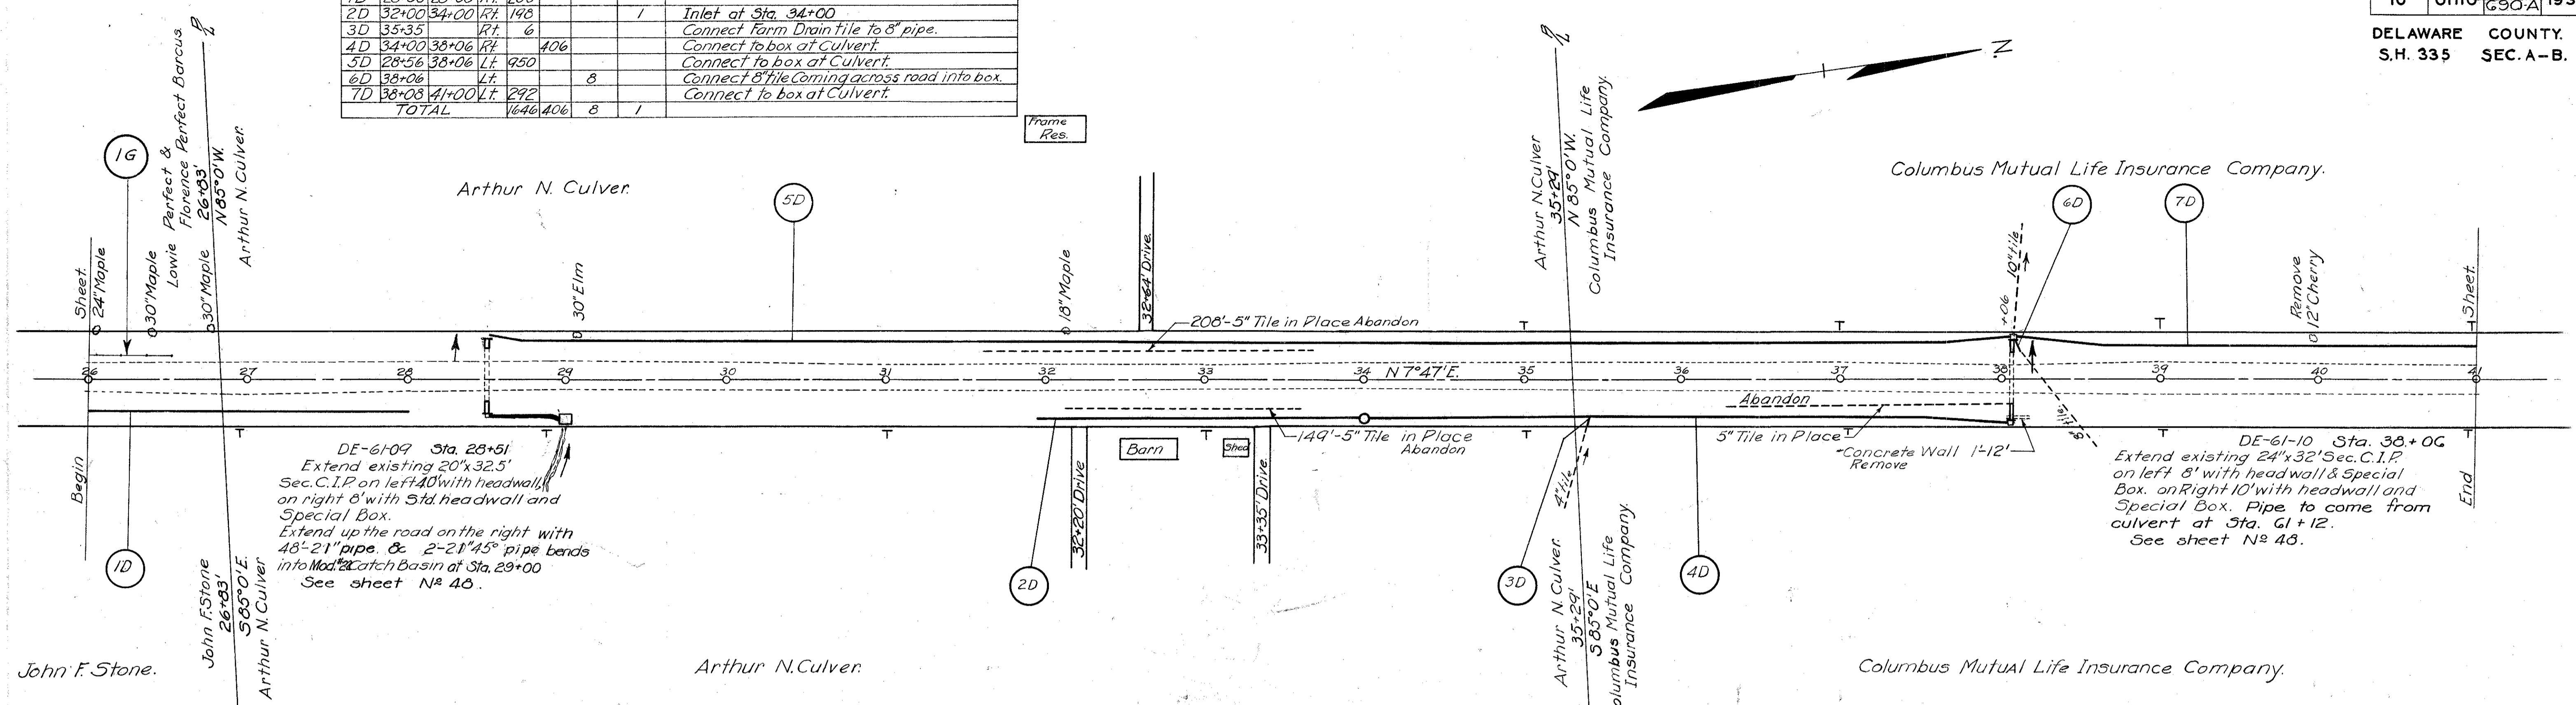 2D 32+00 34+00 Rt. 198 1 Inlet at Sta. 34+00
3D 35+35 Rt. 6 Connect Farm Drain tile to 8" pipe.
4D 34+00 38+06 Rt 406 Connect to box at Culvert.
5D 28+56 38+06 Lt. 950 Connect to box at Culvert.
6D 38+06 Lt. 8 Connect 8" tile Coming across road into box.
7D 38+08 41+00 Lt. 292 Connect to box at Culvert.
TOTAL 1646 406 8 1
Frame
Res.
DELAWARE COUNTY.
S.H. 335 SEC. A-B.
N
1G
Lowie Perfect &
Florence Perfect Barcus.
26+83'
N85°0'W.
Arthur N. Culver.
Arthur N. Culver.
5D
Arthur N. Culver
35+29'
N 85°0'W.
Columbus Mutual Life
Insurance Company.
Columbus Mutual Life Insurance Company.
6D
7D
Sheet.
24" Maple
30" Maple
30" Maple
30" Elm
18" Maple
32+64' Drive.
208'-5" Tile in Place Abandon
+06
10" tile
Remove
12" Cherry
Sheet.
26 27 28 29 30 31 32 33 34 N 7°47'E. 35 36 37 38 39 40 41
Abandon
149'-5" Tile in Place
Abandon
5" Tile in Place
Concrete Wall 1'-12'
Remove
8" tile
Barn
Shed
32+20' Drive
33+35' Drive.
4" tile
Begin
End
DE-61-09 Sta. 28+51
Extend existing 20"x32.5'
Sec. C.I.P. on left 40' with headwall,
on right 8' with Std. headwall and
Special Box.
Extend up the road on the right with
48'-21" pipe. & 2-21" 45° pipe bends
into Mod. Catch Basin at Sta. 29+00
See sheet Nº 48.
DE-61-10 Sta. 38+06
Extend existing 24"x32' Sec. C.I.P.
on left 8' with headwall & Special
Box. on Right 10' with headwall and
Special Box. Pipe to come from
culvert at Sta. 61+12.
See sheet Nº 48.
1D
2D
3D
4D
John F. Stone
26+83'
S85°0'E.
Arthur N. Culver
Arthur N. Culver.
35+29'
S 85°0'E
Columbus Mutual Life
Insurance Company.
John F. Stone.
Arthur N. Culver.
Columbus Mutual Life Insurance Company.